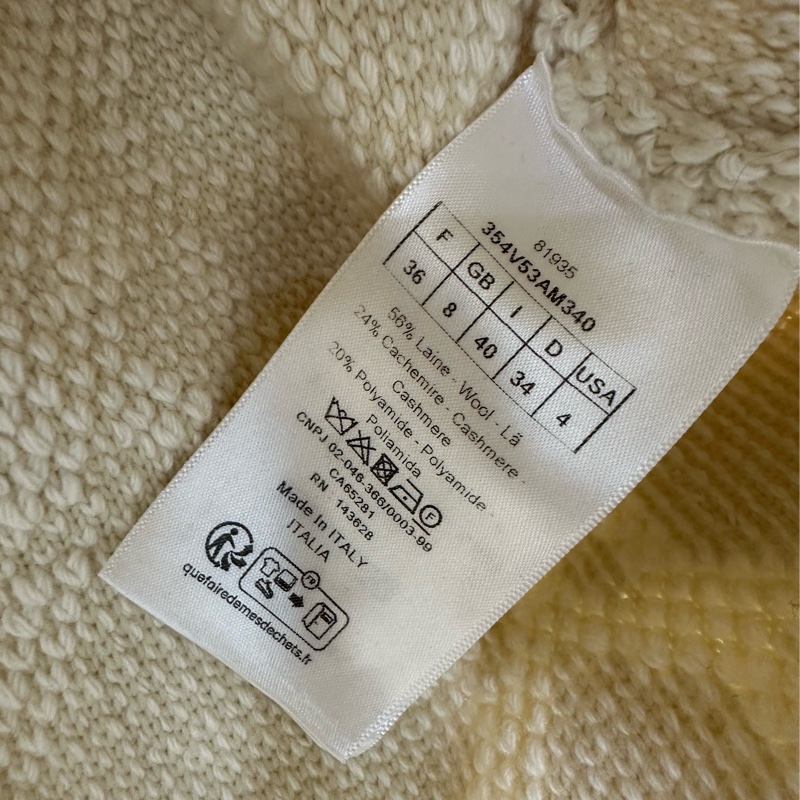 81935
354V53AM340
F GB I D USA
36 8 40 34 4
56% Laine - Wool - Lã
24% Cachemire - Cashmere -
Cashmere
20% Polyamide - Polyamide -
Poliamida
F
CNPJ 02-046-366/0003-99
CA65281
RN 143628
Made In ITALY
ITALIA
FR
quefairedemesdechets.fr